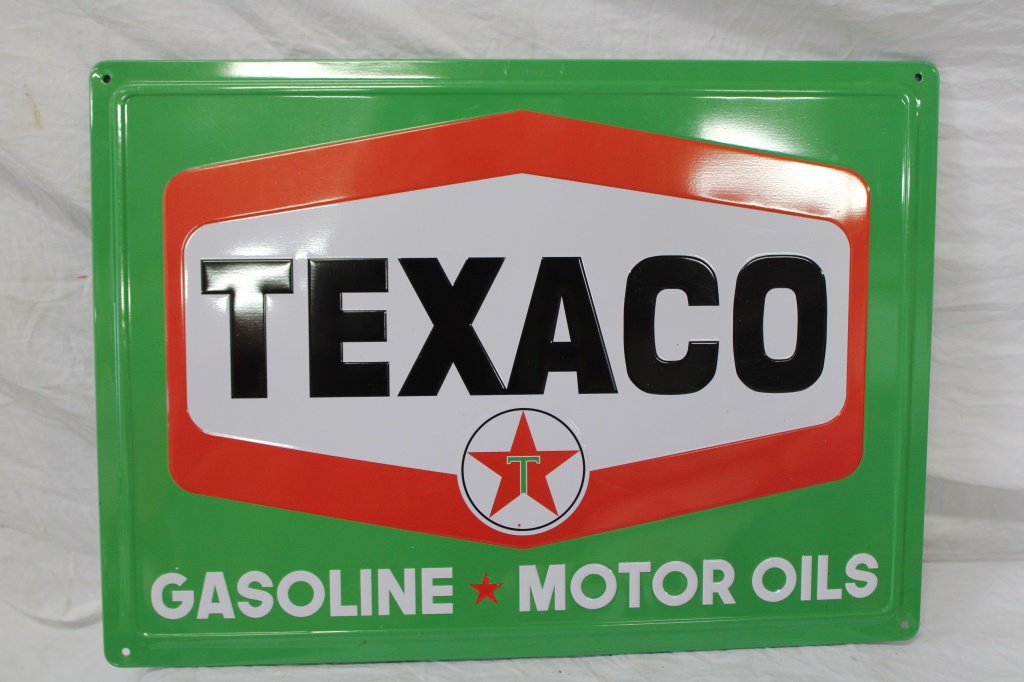 TEXACO
T
GASOLINE ★ MOTOR OILS